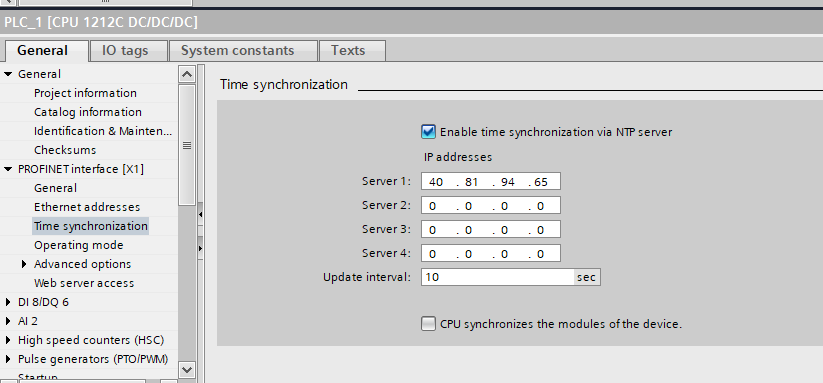 PLC_1 [CPU 1212C DC/DC/DC]
General IO tags System constants Texts
General
Project information
Catalog information
Identification & Mainten...
Checksums
PROFINET interface [X1]
General
Ethernet addresses
Time synchronization
Operating mode
Advanced options
Web server access
DI 8/DQ 6
AI 2
High speed counters (HSC)
Pulse generators (PTO/PWM)
Startup
Time synchronization
Enable time synchronization via NTP server
IP addresses
Server 1: 40 . 81 . 94 . 65
Server 2: 0 . 0 . 0 . 0
Server 3: 0 . 0 . 0 . 0
Server 4: 0 . 0 . 0 . 0
Update interval: 10 sec
CPU synchronizes the modules of the device.